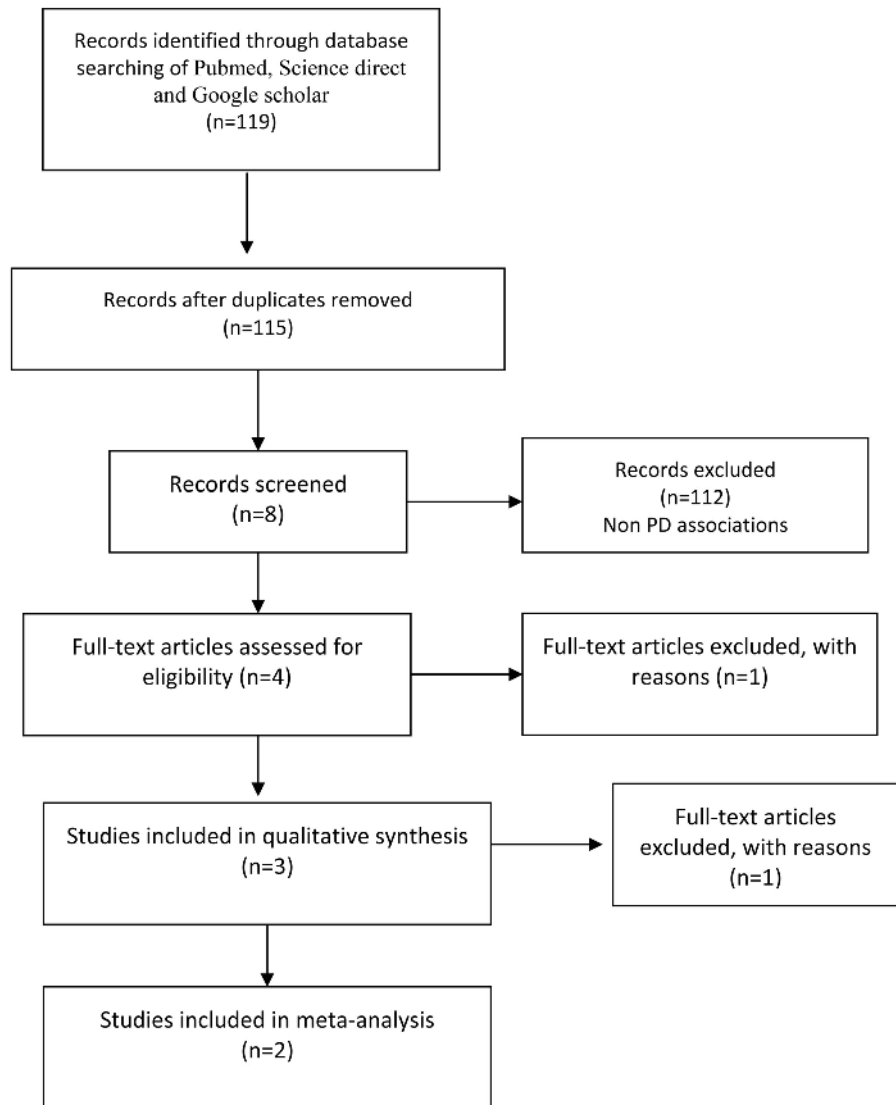 Records identified through database
searching of Pubmed, Science direct
and Google scholar
(n=119)
Records after duplicates removed
(n=115)
Records screened
(n=8)
Records excluded
(n=112)
Non PD associations
Full-text articles assessed for
eligibility (n=4)
Full-text articles excluded, with
reasons (n=1)
Studies included in qualitative synthesis
(n=3)
Full-text articles
excluded, with reasons
(n=1)
Studies included in meta-analysis
(n=2)